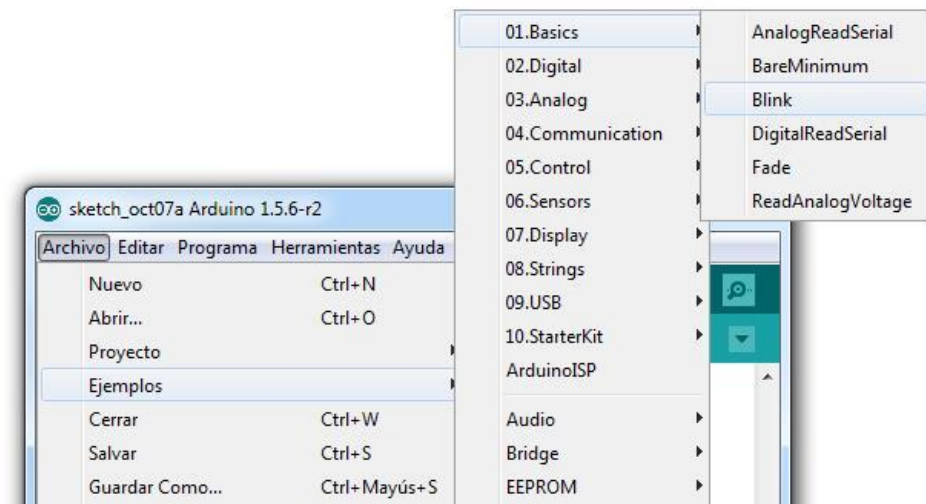 sketch_oct07a Arduino 1.5.6-r2
Archivo Editar Programa Herramientas Ayuda
Nuevo Ctrl+N
Abrir... Ctrl+O
Proyecto
Ejemplos
Cerrar Ctrl+W
Salvar Ctrl+S
Guardar Como... Ctrl+Mayús+S
01.Basics
02.Digital
03.Analog
04.Communication
05.Control
06.Sensors
07.Display
08.Strings
09.USB
10.StarterKit
ArduinoISP
Audio
Bridge
EEPROM
AnalogReadSerial
BareMinimum
Blink
DigitalReadSerial
Fade
ReadAnalogVoltage